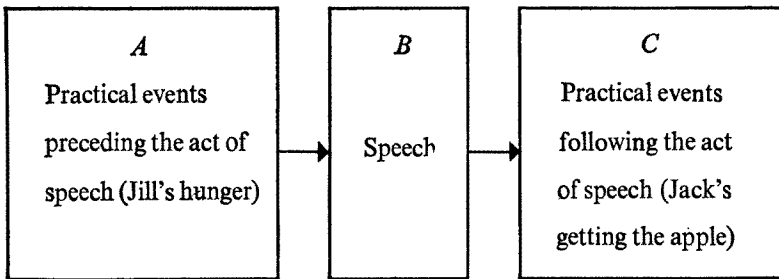 A
Practical events
preceding the act of
speech (Jill's hunger)
B
Speech
C
Practical events
following the act
of speech (Jack's
getting the apple)